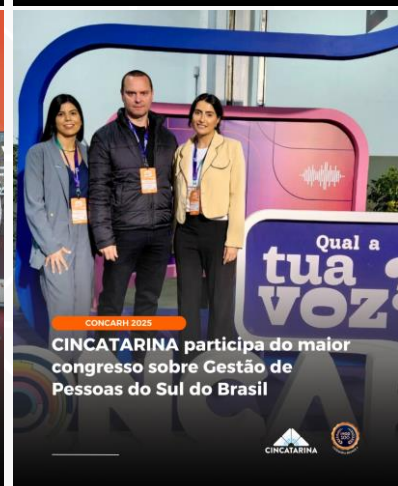 Qual a
tua
voz?
CONCARH 2025
CINCATARINA participa do maior
congresso sobre Gestão de
Pessoas do Sul do Brasil
CINCATARINA